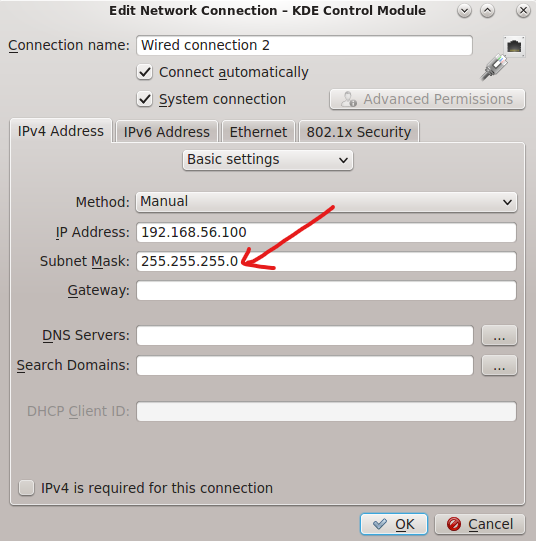 Edit Network Connection – KDE Control Module
Connection name: Wired connection 2
Connect automatically
System connection Advanced Permissions
IPv4 Address IPv6 Address Ethernet 802.1x Security
Basic settings
Method: Manual
IP Address: 192.168.56.100
Subnet Mask: 255.255.255.0
Gateway:
DNS Servers: ...
Search Domains: ...
DHCP Client ID:
IPv4 is required for this connection
OK Cancel